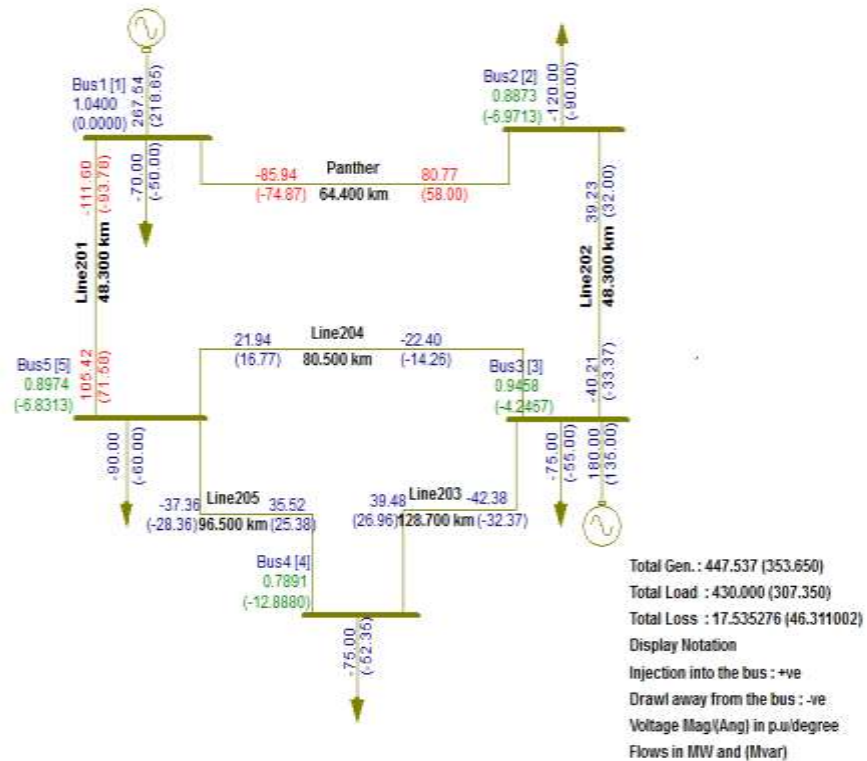 Bus1 [1]
1.0400
(0.0000)
267.54
(218.65)
-70.00
(-50.00)
Bus2 [2]
0.8873
(-6.9713)
-120.00
(-90.00)
-85.94 Panther 80.77
(-74.87) 64.400 km (58.00)
-111.60
(-93.78)
Line201
48.300 km
105.42
(71.58)
39.23
(32.00)
Line202
48.300 km
-40.21
(-33.37)
21.94 Line204 -22.40
(16.77) 80.500 km (-14.26)
Bus5 [5]
0.8974
(-6.8313)
Bus3 [3]
0.9458
(-4.2467)
-90.00
(-60.00)
-75.00
(-55.00)
180.00
(135.00)
-37.36 Line205 35.52
(-28.36) 96.500 km (25.38)
39.48 Line203 -42.38
(26.96) 128.700 km (-32.37)
Bus4 [4]
0.7891
(-12.8880)
-75.00
(-52.35)
Total Gen. : 447.537 (353.650)
Total Load : 430.000 (307.350)
Total Loss : 17.535276 (46.311002)
Display Notation
Injection into the bus : +ve
Drawl away from the bus : -ve
Voltage Mag/(Ang) in p.u/degree
Flows in MW and (Mvar)